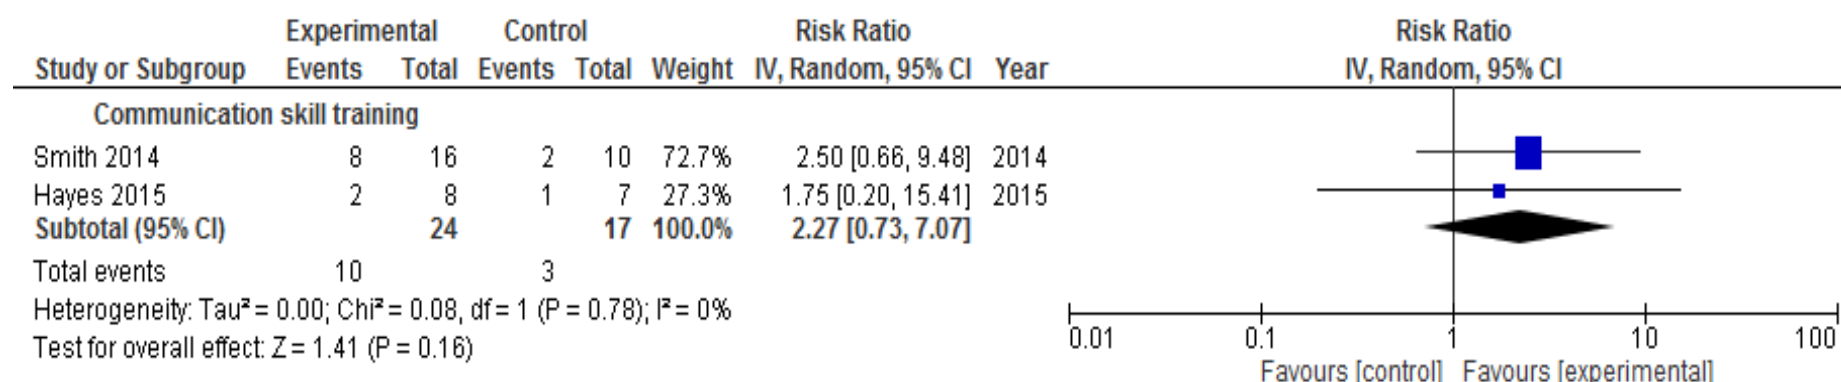 Experimental Control Risk Ratio Risk Ratio
Study or Subgroup Events Total Events Total Weight IV, Random, 95% CI Year IV, Random, 95% CI
Communication skill training
Smith 2014 8 16 2 10 72.7% 2.50 [0.66, 9.48] 2014
Hayes 2015 2 8 1 7 27.3% 1.75 [0.20, 15.41] 2015
Subtotal (95% CI) 24 17 100.0% 2.27 [0.73, 7.07]
Total events 10 3
Heterogeneity: Tau² = 0.00; Chi² = 0.08, df = 1 (P = 0.78); I² = 0%
Test for overall effect: Z = 1.41 (P = 0.16)
0.01 0.1 1 10 100
Favours [control] Favours [experimental]